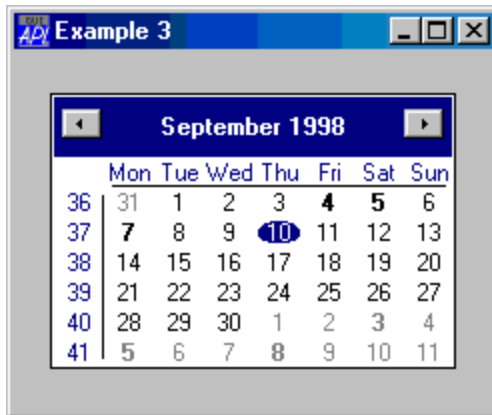 APL Example 3
September 1998
Mon Tue Wed Thu Fri Sat Sun
36 31 1 2 3 4 5 6
37 7 8 9 10 11 12 13
38 14 15 16 17 18 19 20
39 21 22 23 24 25 26 27
40 28 29 30 1 2 3 4
41 5 6 7 8 9 10 11